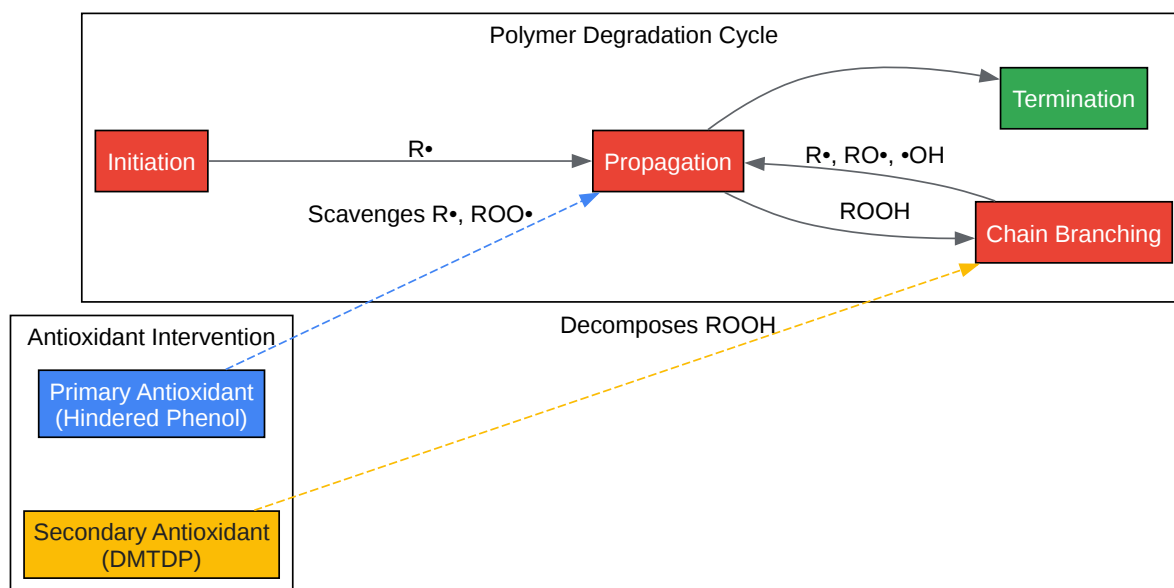 Polymer Degradation Cycle
Termination
Initiation
R•
Propagation
R•, RO•, •OH
Scavenges R•, ROO•
ROOH
Chain Branching
Antioxidant Intervention
Decomposes ROOH
Primary Antioxidant
(Hindered Phenol)
Secondary Antioxidant
(DMTDP)